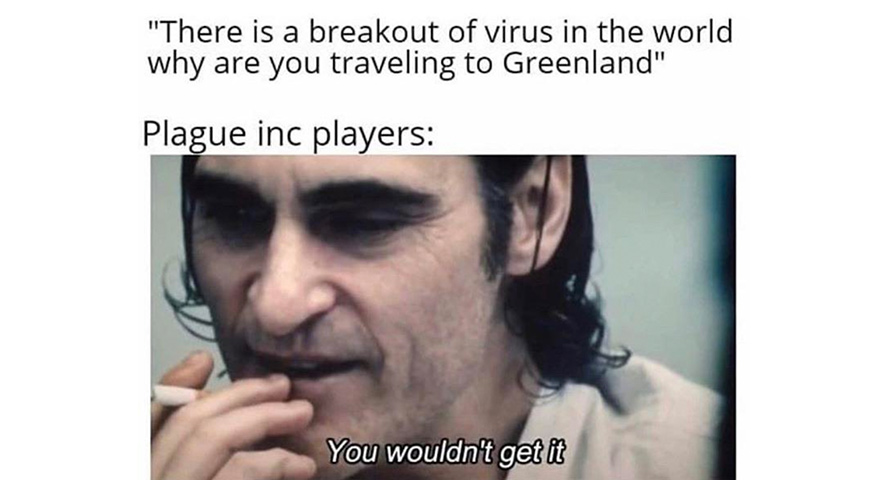 "There is a breakout of virus in the world
why are you traveling to Greenland"
Plague inc players:
You wouldn't get it